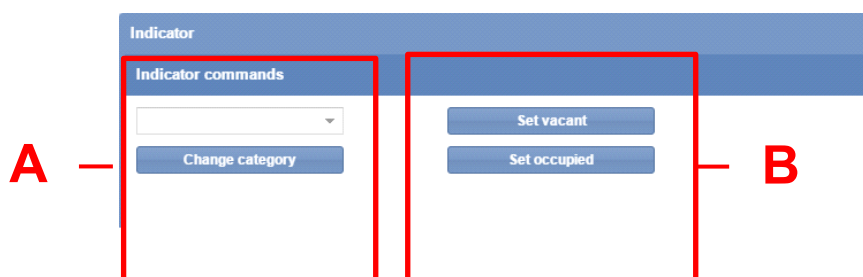 Indicator
Indicator commands
Set vacant
Change category
Set occupied
A
B